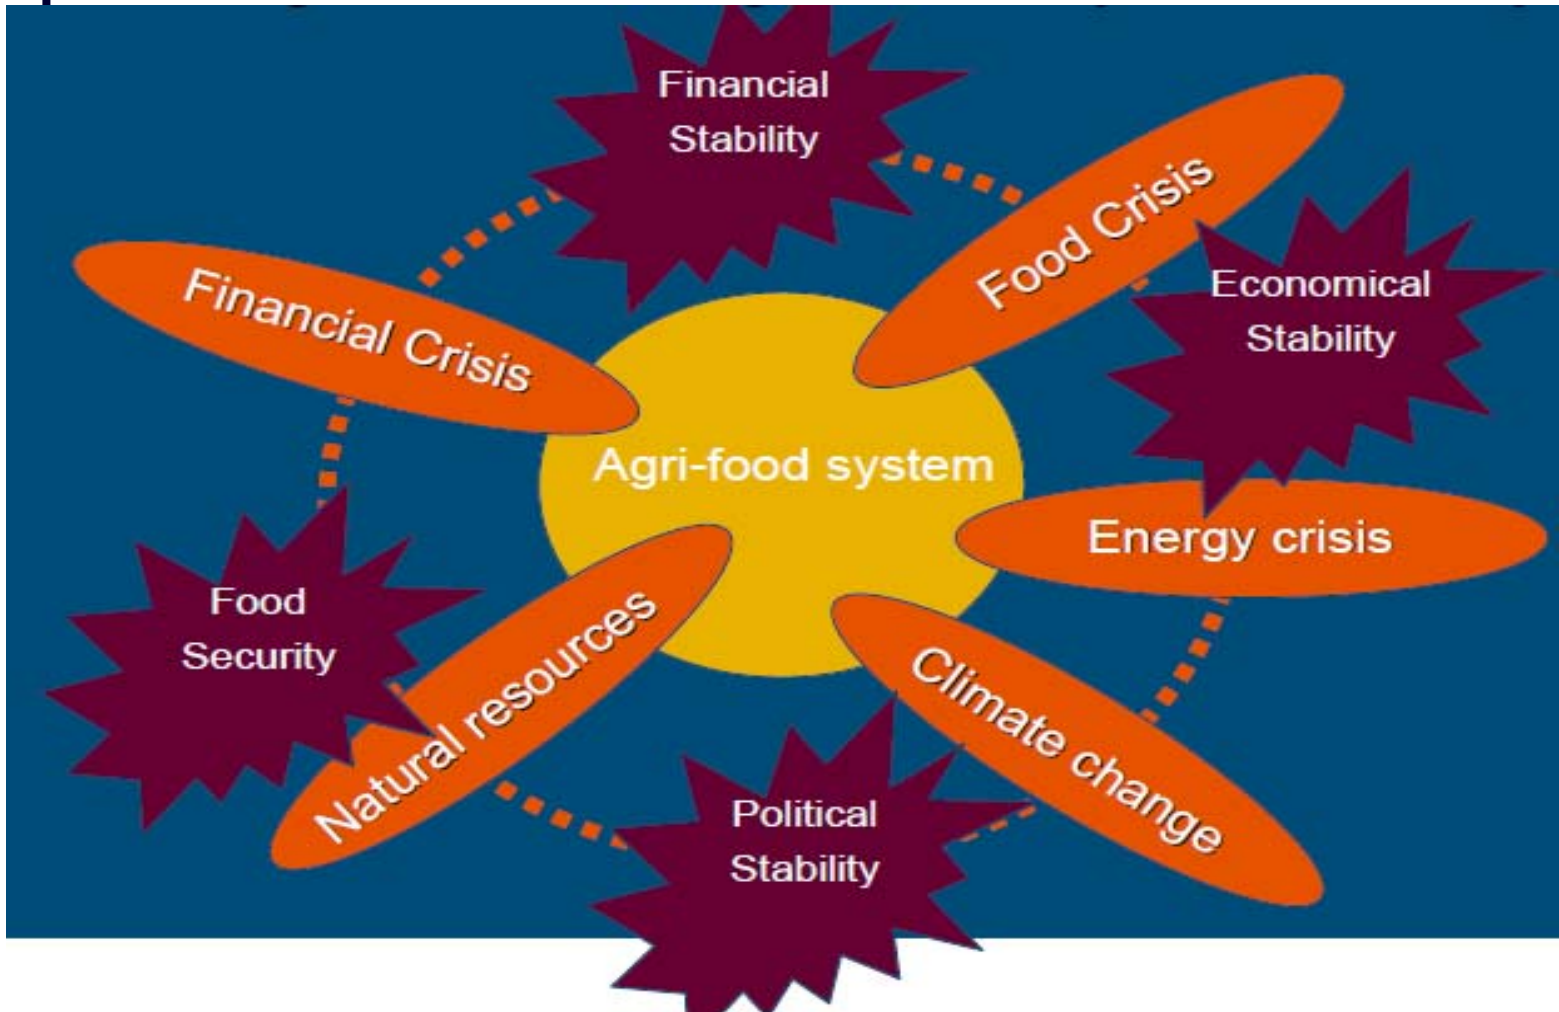 Financial
Stability
Food Crisis
Economical
Stability
Financial Crisis
Agri-food system
Energy crisis
Food
Security
Natural resources
Climate change
Political
Stability